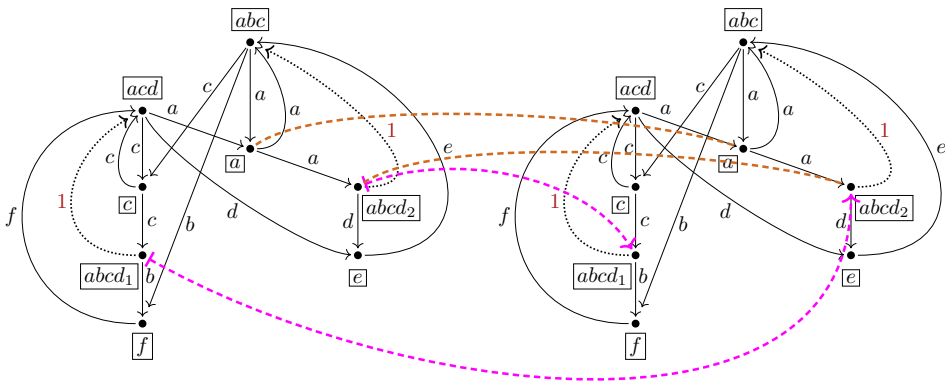 abc abc
acd acd
a c a a a c a a
1 1
c c e c c e
a a a a
c d abcd₂ c d abcd₂
1 c d 1 c d
f b f b
abcd₁ b e abcd₁ b e
f f